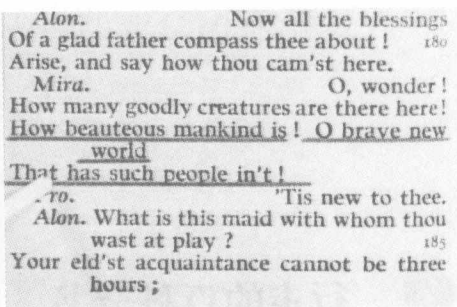 Alon. Now all the blessings
Of a glad father compass thee about ! 180
Arise, and say how thou cam'st here.
Mira. O, wonder !
How many goodly creatures are there here!
How beauteous mankind is ! O brave new
world
That has such people in't !
ro. 'Tis new to thee.
Alon. What is this maid with whom thou
wast at play ? 185
Your eld'st acquaintance cannot be three
hours ;